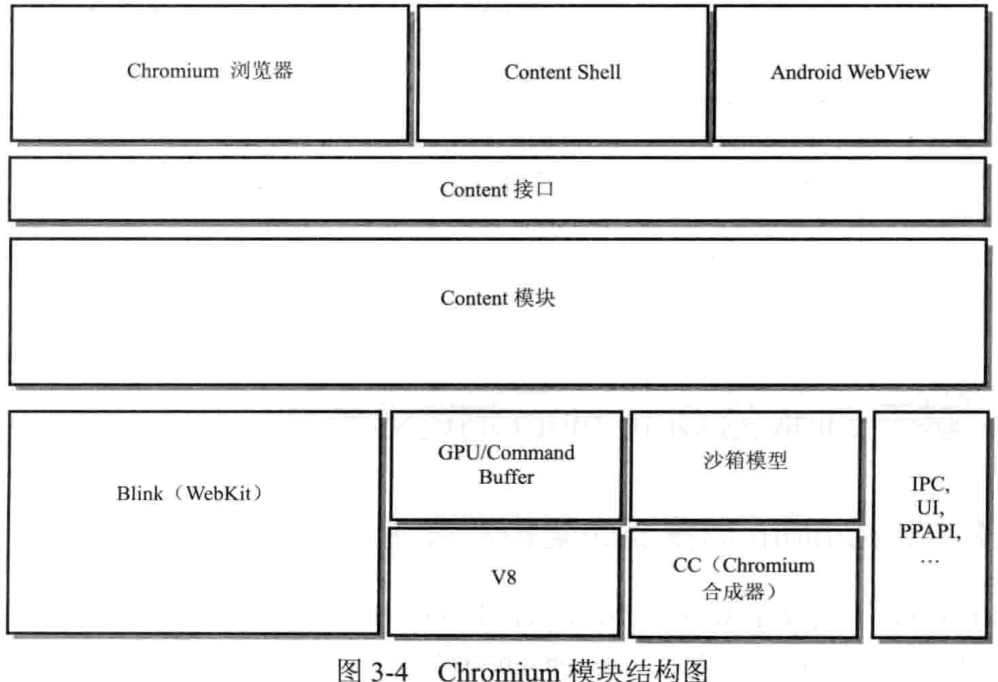 Chromium 浏览器
Content Shell
Android WebView
Content 接口
Content 模块
Blink（WebKit）
GPU/Command
Buffer
沙箱模型
IPC,
UI,
PPAPI,
…
V8
CC（Chromium
合成器）
图 3-4 Chromium 模块结构图